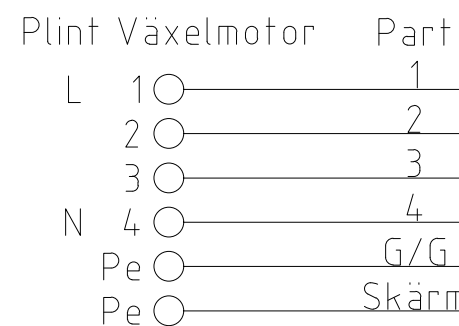 Plint Växelmotor Part
L 1 1
2 2
3 3
N 4 4
Pe G/G
Pe Skärm